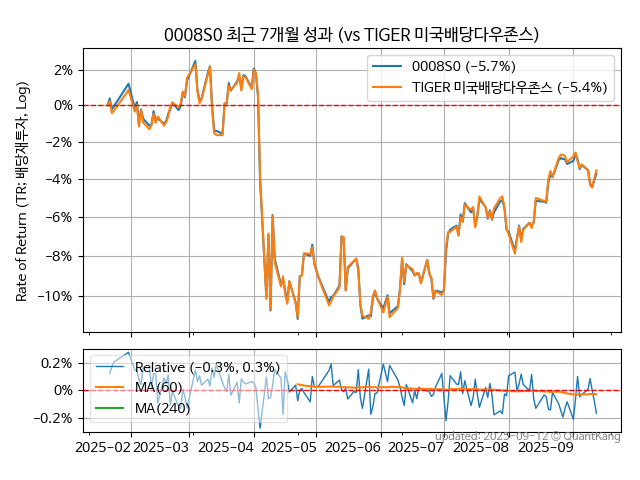 0008S0 최근 7개월 성과 (vs TIGER 미국배당다우존스)
0008S0 (−5.7%)
TIGER 미국배당다우존스 (−5.4%)
Rate of Return (TR; 배당재투자, Log)
2%
0%
−2%
−4%
−6%
−8%
−10%
0.2%
0.0%
−0.2%
Relative (−0.3%, 0.3%)
MA(60)
MA(240)
updated: 2025-09-12 © QuantKang
2025−02 2025−03 2025−04 2025−05 2025−06 2025−07 2025−08 2025−09